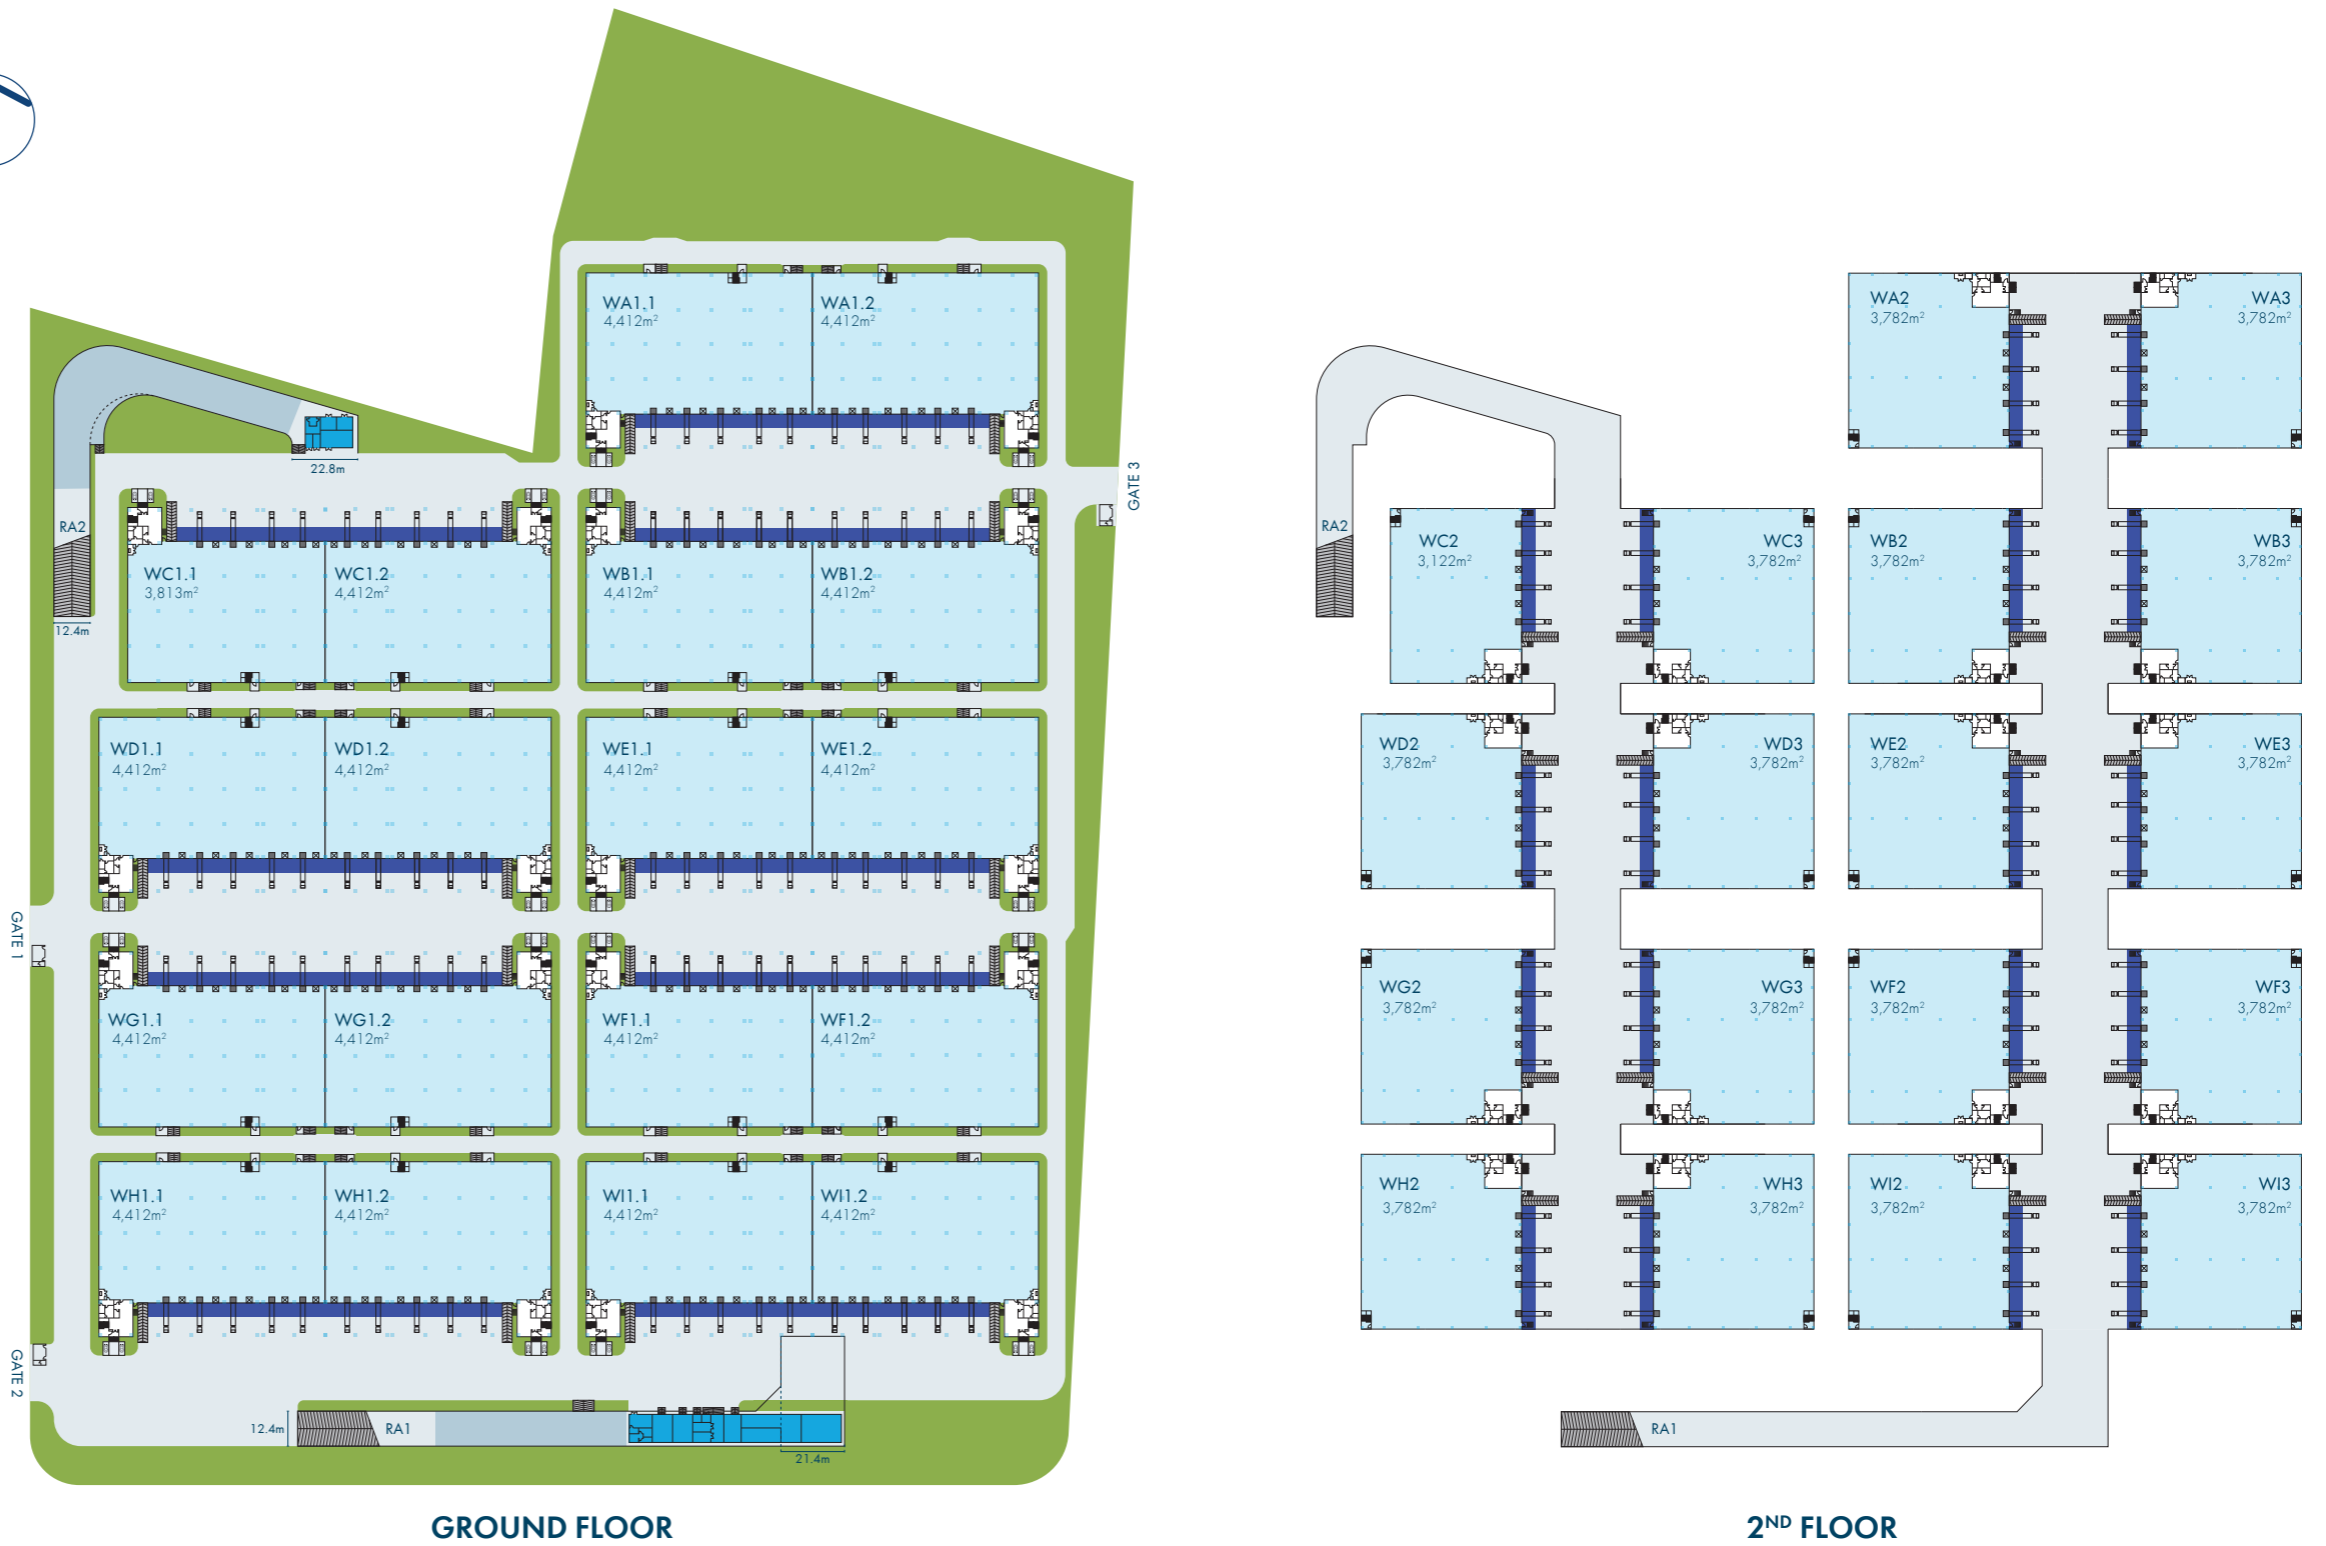 WA1.1
4,412m²
WA1.2
4,412m²
22.8m
GATE 3
RA2
12.4m
WC1.1
3,813m²
WC1.2
4,412m²
WB1.1
4,412m²
WB1.2
4,412m²
WD1.1
4,412m²
WD1.2
4,412m²
WE1.1
4,412m²
WE1.2
4,412m²
GATE 1
WG1.1
4,412m²
WG1.2
4,412m²
WF1.1
4,412m²
WF1.2
4,412m²
WH1.1
4,412m²
WH1.2
4,412m²
WI1.1
4,412m²
WI1.2
4,412m²
GATE 2
12.4m
RA1
21.4m
GROUND FLOOR
WA2
3,782m²
WA3
3,782m²
RA2
WC2
3,122m²
WC3
3,782m²
WB2
3,782m²
WB3
3,782m²
WD2
3,782m²
WD3
3,782m²
WE2
3,782m²
WE3
3,782m²
WG2
3,782m²
WG3
3,782m²
WF2
3,782m²
WF3
3,782m²
WH2
3,782m²
WH3
3,782m²
WI2
3,782m²
WI3
3,782m²
RA1
2ND FLOOR